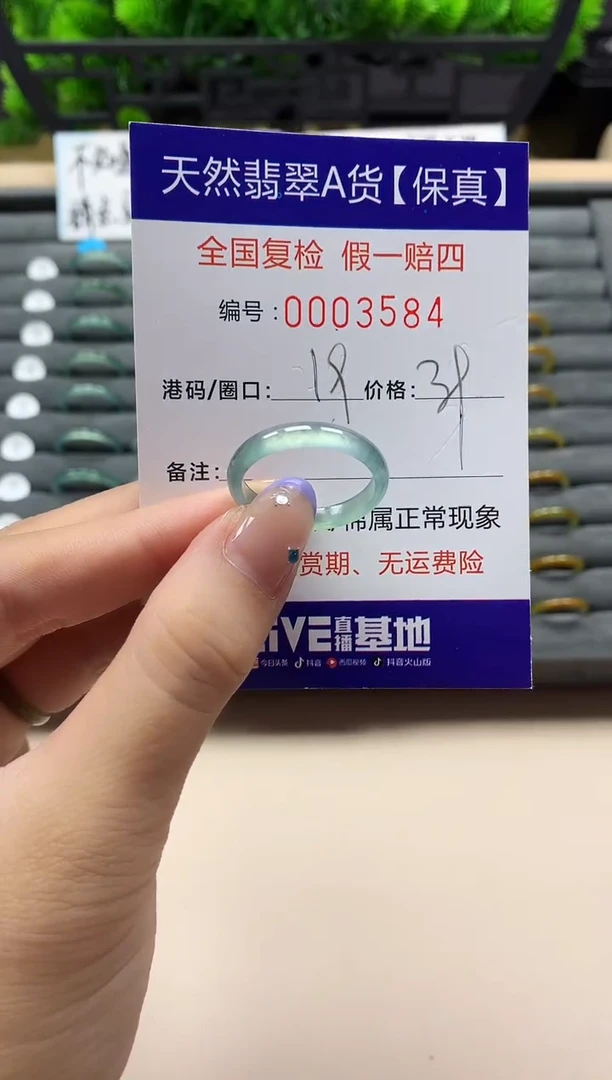 天然翡翠A货【保真】
全国复检 假一赔四
编号:0003584
港码/圈口: 19 价格:
备注:
棉属正常现象
赏期、无运费险
IVE直播基地
今日头条 抖音 西瓜视频 抖音火山版